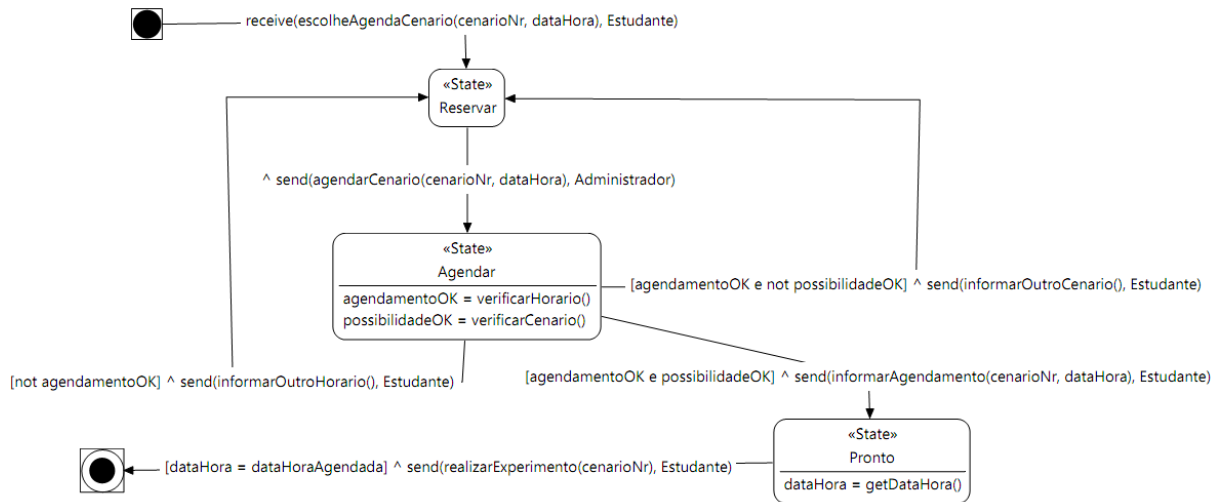 receive(escolheAgendaCenario(cenarioNr, dataHora), Estudante)
«State»
Reservar
^ send(agendarCenario(cenarioNr, dataHora), Administrador)
«State»
Agendar
agendamentoOK = verificarHorario()
possibilidadeOK = verificarCenario()
[agendamentoOK e not possibilidadeOK] ^ send(informarOutroCenario(), Estudante)
[not agendamentoOK] ^ send(informarOutroHorario(), Estudante)
[agendamentoOK e possibilidadeOK] ^ send(informarAgendamento(cenarioNr, dataHora), Estudante)
«State»
Pronto
dataHora = getDataHora()
[dataHora = dataHoraAgendada] ^ send(realizarExperimento(cenarioNr), Estudante)